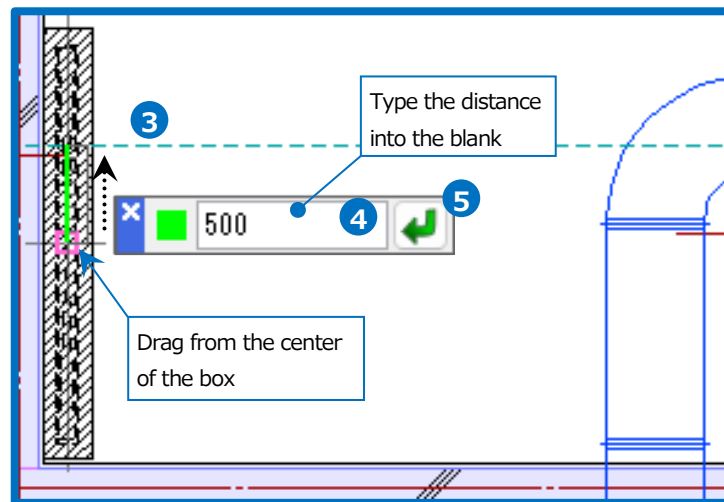 Type the distance
into the blank
3
5
500
4
Drag from the center
of the box